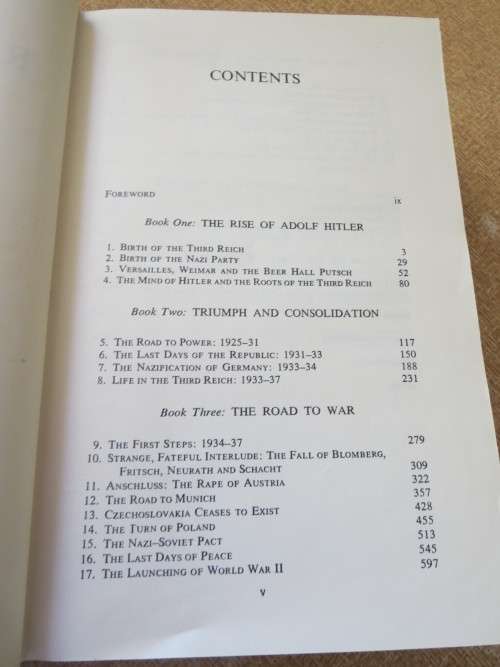 CONTENTS
FOREWORD ix
Book One: THE RISE OF ADOLF HITLER
1. BIRTH OF THE THIRD REICH 3
2. BIRTH OF THE NAZI PARTY 29
3. VERSAILLES, WEIMAR AND THE BEER HALL PUTSCH 52
4. THE MIND OF HITLER AND THE ROOTS OF THE THIRD REICH 80
Book Two: TRIUMPH AND CONSOLIDATION
5. THE ROAD TO POWER: 1925–31 117
6. THE LAST DAYS OF THE REPUBLIC: 1931–33 150
7. THE NAZIFICATION OF GERMANY: 1933–34 188
8. LIFE IN THE THIRD REICH: 1933–37 231
Book Three: THE ROAD TO WAR
9. THE FIRST STEPS: 1934–37 279
10. STRANGE, FATEFUL INTERLUDE: THE FALL OF BLOMBERG,
FRITSCH, NEURATH AND SCHACHT 309
11. ANSCHLUSS: THE RAPE OF AUSTRIA 322
12. THE ROAD TO MUNICH 357
13. CZECHOSLOVAKIA CEASES TO EXIST 428
14. THE TURN OF POLAND 455
15. THE NAZI–SOVIET PACT 513
16. THE LAST DAYS OF PEACE 545
17. THE LAUNCHING OF WORLD WAR II 597
v